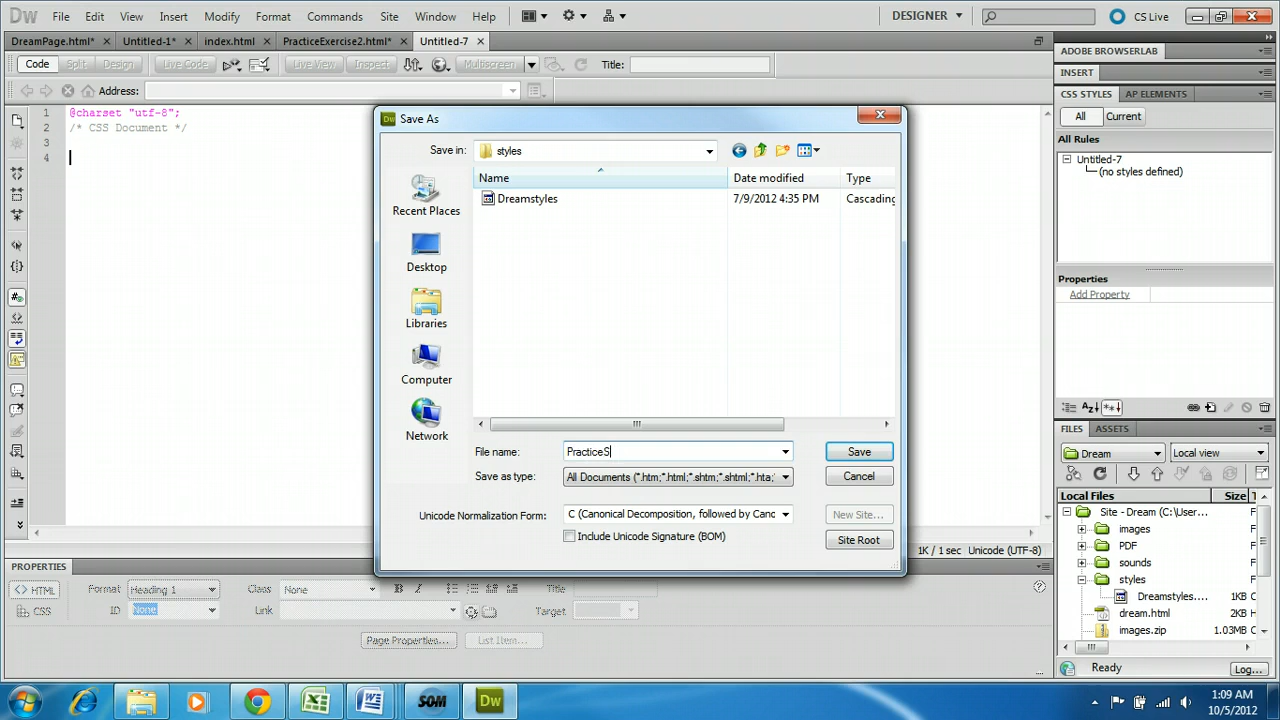 Dw File Edit View Insert Modify Format Commands Site Window Help DESIGNER CS Live
DreamPage.html* Untitled-1* index.html PracticeExercise2.html* Untitled-7
Code Split Design Live Code Live View Inspect Multiscreen Title:
Address:
1 @charset "utf-8";
2 /* CSS Document */
3
4
Dw Save As
Save in: styles
Name Date modified Type
Dreamstyles 7/9/2012 4:35 PM Cascading
Recent Places
Desktop
Libraries
Computer
Network
File name: PracticeS Save
Save as type: All Documents (*.htm;*.html;*.shtm;*.shtml;*.hta;' Cancel
Unicode Normalization Form: C (Canonical Decomposition, followed by Canc New Site...
Include Unicode Signature (BOM) Site Root
ADOBE BROWSERLAB
INSERT
CSS STYLES AP ELEMENTS
All Current
All Rules
Untitled-7
(no styles defined)
Properties
Add Property
FILES ASSETS
Dream Local view
Local Files Size
Site - Dream (C:\User... F
images F
PDF F
sounds F
styles F
Dreamstyles.... 1KB C
dream.html 2KB H
images.zip 1.03MB C
Ready Log...
1K / 1 sec Unicode (UTF-8)
PROPERTIES
<> HTML Format Heading 1 Class None B I Title
CSS ID None Link Target
Page Properties... List Item...
SOM Dw
1:09 AM
10/5/2012